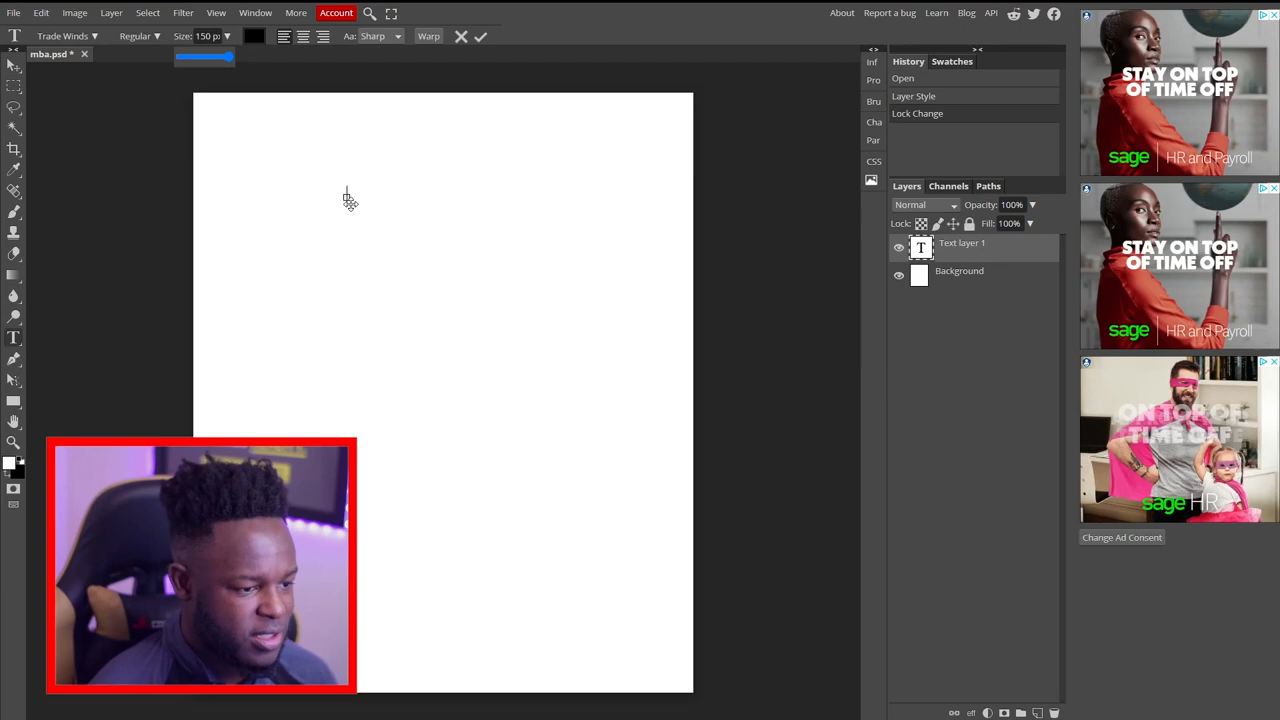 File Edit Image Layer Select Filter View Window More Account
About Report a bug Learn Blog API
T Trade Winds Regular Size: 150 px Aa: Sharp Warp
mba.psd *
Inf
Pro
Bru
Cha
Par
CSS
History Swatches
Open
Layer Style
Lock Change
Layers Channels Paths
Normal Opacity: 100%
Lock: Fill: 100%
T Text layer 1
Background
eff
T
STAY ON TOP
OF TIME OFF
sage HR and Payroll
STAY ON TOP
OF TIME OFF
sage HR and Payroll
ON TOP OF
TIME OFF
sage HR
Change Ad Consent